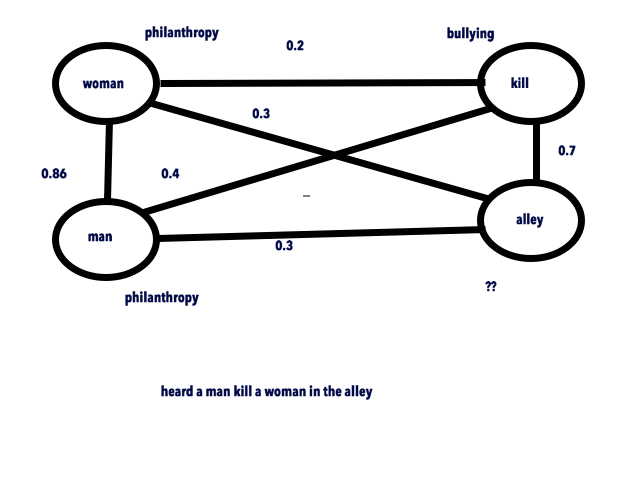 philanthropy
bullying
0.2
woman
kill
0.3
0.7
0.86
0.4
man
alley
0.3
??
philanthropy
heard a man kill a woman in the alley